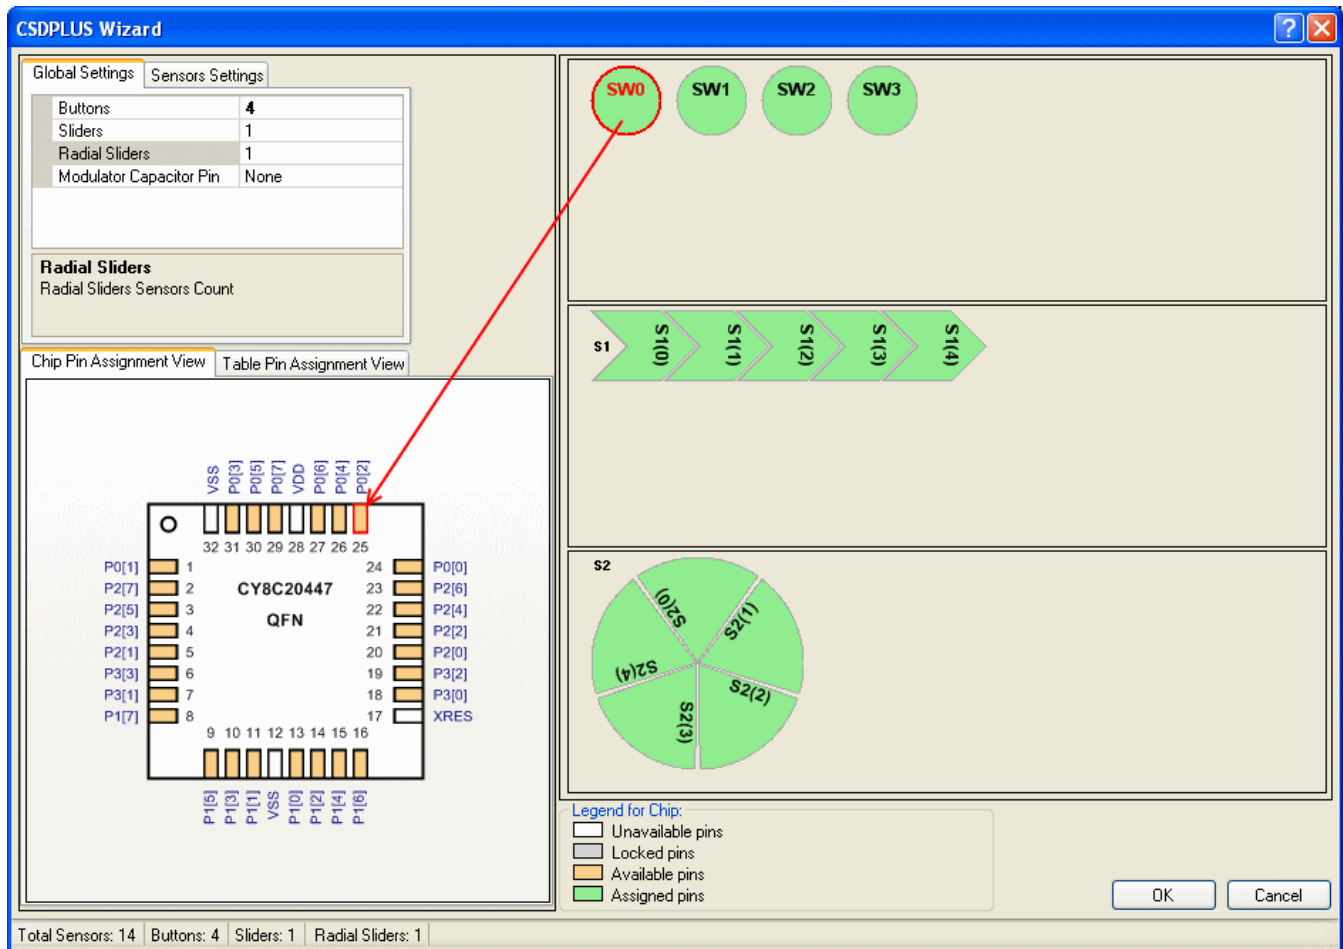 CSDPLUS Wizard
Global Settings Sensors Settings
Buttons 4
Sliders 1
Radial Sliders 1
Modulator Capacitor Pin None
Radial Sliders
Radial Sliders Sensors Count
Chip Pin Assignment View Table Pin Assignment View
VSS P0[3] P0[5] P0[7] VDD P0[6] P0[4] P0[2]
32 31 30 29 28 27 26 25
P0[1] 1 24 P0[0]
P2[7] 2 CY8C20447 23 P2[6]
P2[5] 3 22 P2[4]
QFN
P2[3] 4 21 P2[2]
P2[1] 5 20 P2[0]
P3[3] 6 19 P3[2]
P3[1] 7 18 P3[0]
P1[7] 8 17 XRES
9 10 11 12 13 14 15 16
P1[5] P1[3] P1[1] VSS P1[0] P1[2] P1[4] P1[6]
SW0 SW1 SW2 SW3
S1 S1(0) S1(1) S1(2) S1(3) S1(4)
S2
S2(0) S2(1)
S2(4) S2(2)
S2(3)
Legend for Chip:
Unavailable pins
Locked pins
Available pins
Assigned pins
OK Cancel
Total Sensors: 14 Buttons: 4 Sliders: 1 Radial Sliders: 1